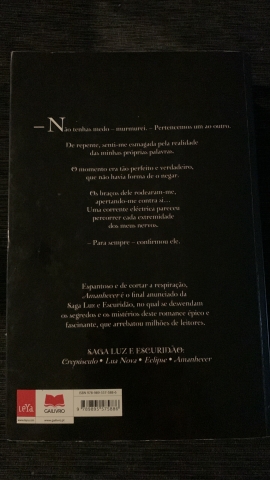 — Não tenhas medo – murmurei. – Pertencemos um ao outro.
De repente, senti-me esmagada pela realidade
das minhas próprias palavras.
O momento era tão perfeito e verdadeiro,
que não havia forma de o negar.
Os braços dele rodearam-me,
apertando-me contra si…
Uma corrente eléctrica pareceu
percorrer cada extremidade
dos meus nervos.
– Para sempre – confirmou ele.
Espantoso e de cortar a respiração,
Amanhecer é o final anunciado da
Saga Luz e Escuridão, no qual se desvendam
os segredos e os mistérios deste romance épico e
fascinante, que arrebatou milhões de leitores.
SAGA LUZ E ESCURIDÃO:
Crepúsculo • Lua Nova • Eclipse • Amanhecer
LeYa
GAILIVRO